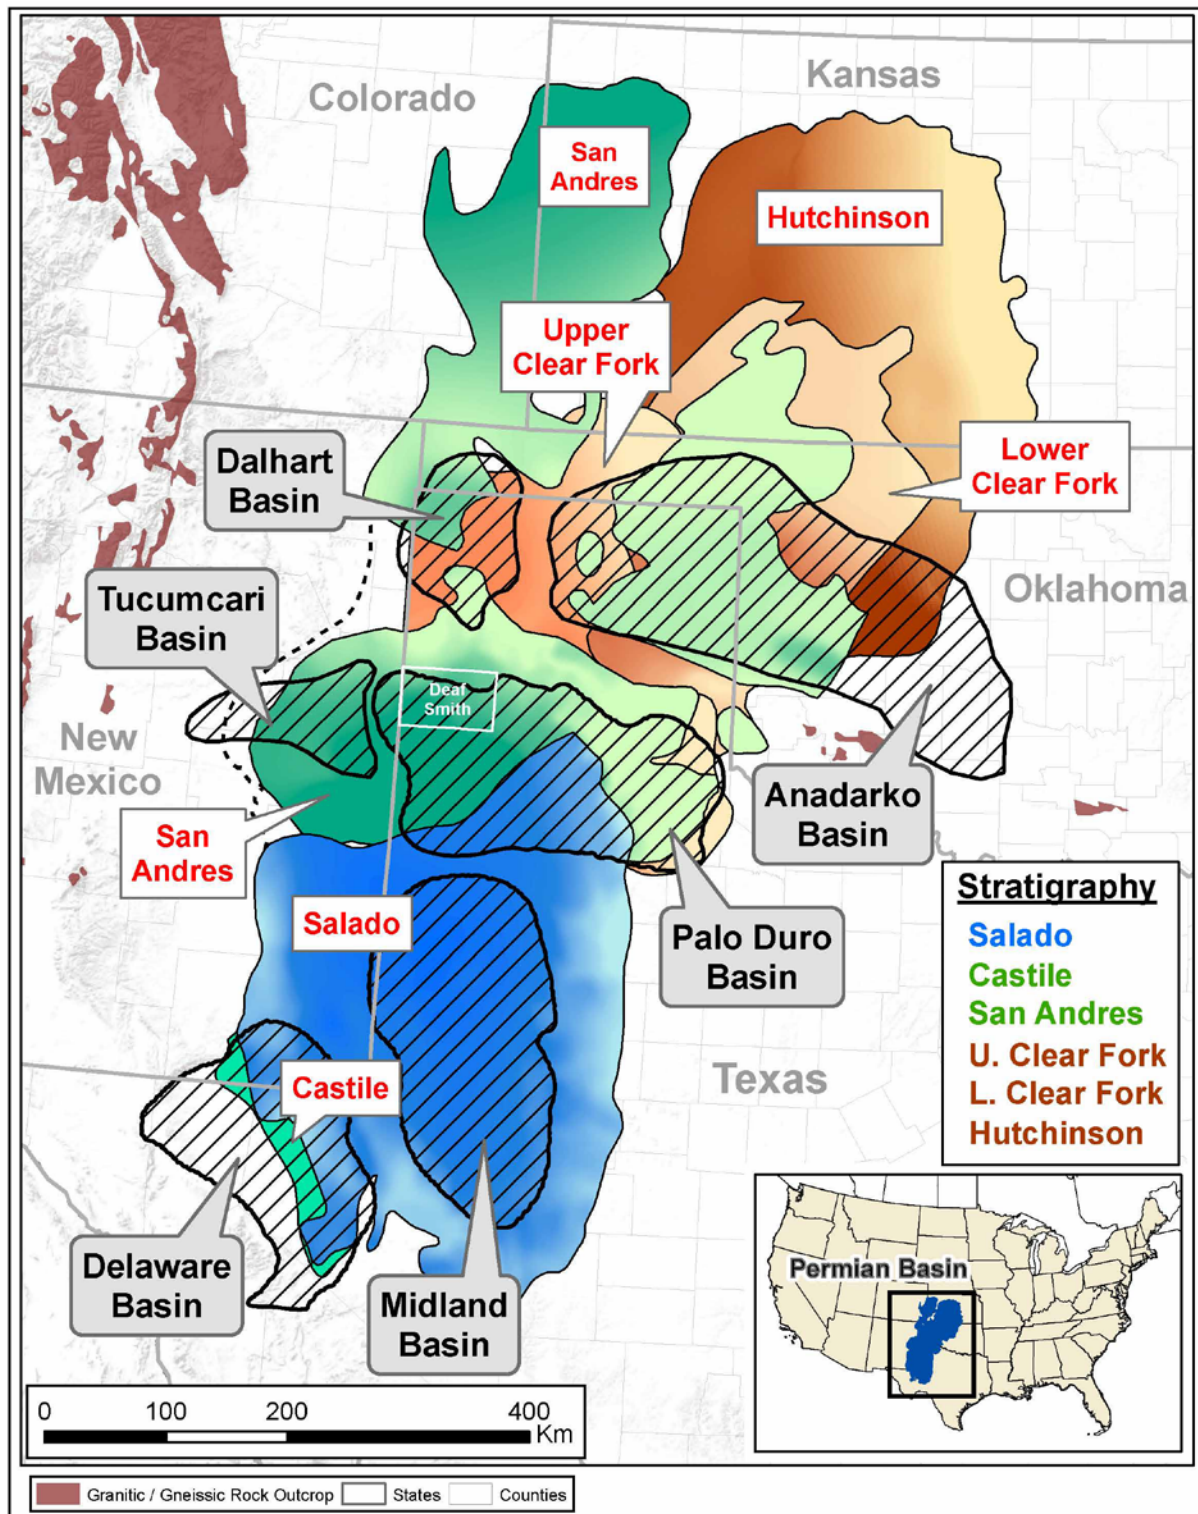 Colorado
Kansas
San
Andres
Hutchinson
Upper
Clear Fork
Dalhart
Basin
Lower
Clear Fork
Tucumcari
Basin
Oklahoma
Deaf
Smith
New
Mexico
Anadarko
Basin
San
Andres
Salado
Palo Duro
Basin
Stratigraphy
Salado
Castile
San Andres
U. Clear Fork
L. Clear Fork
Hutchinson
Castile
Texas
Delaware
Basin
Midland
Basin
Permian Basin
0 100 200 400
Km
Granitic / Gneissic Rock Outcrop States Counties